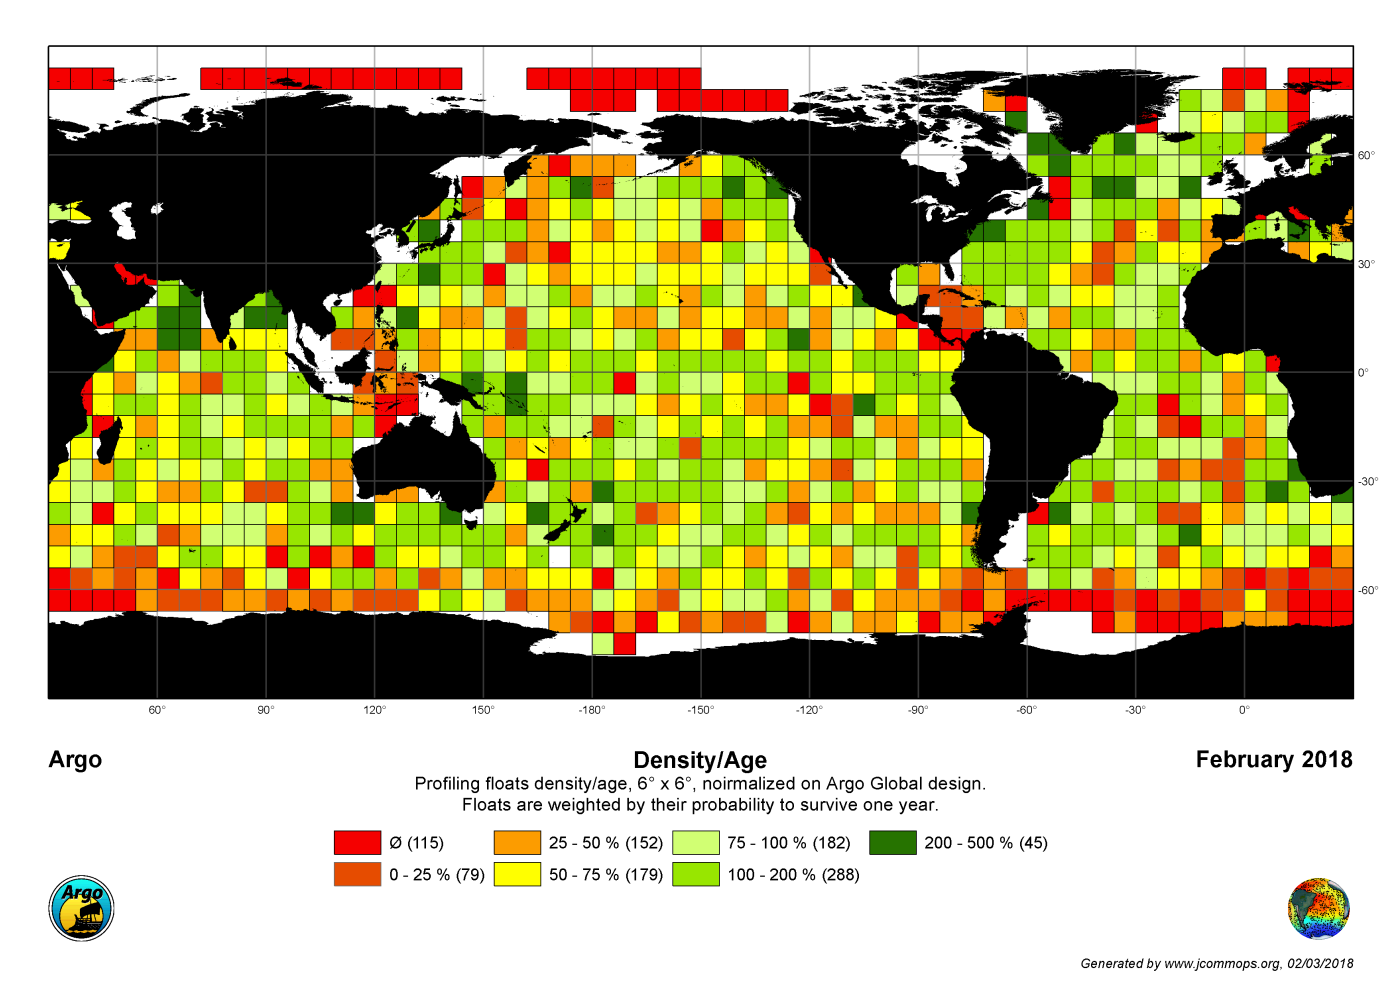 60°
30°
0°
-30°
-60°
60° 90° 120° 150° -180° -150° -120° -90° -60° -30° 0°
Argo Density/Age February 2018
Profiling floats density/age, 6° x 6°, noirmalized on Argo Global design.
Floats are weighted by their probability to survive one year.
Ø (115) 25 - 50 % (152) 75 - 100 % (182) 200 - 500 % (45)
0 - 25 % (79) 50 - 75 % (179) 100 - 200 % (288)
Argo
Generated by www.jcommops.org, 02/03/2018